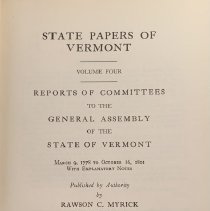 STATE PAPERS OF
VERMONT
VOLUME FOUR
REPORTS OF COMMITTEES
TO THE
GENERAL ASSEMBLY
OF THE
STATE OF VERMONT
MARCH 9, 1778 TO OCTOBER 16, 1801
WITH EXPLANATORY NOTES
Published by Authority
by
RAWSON C. MYRICK